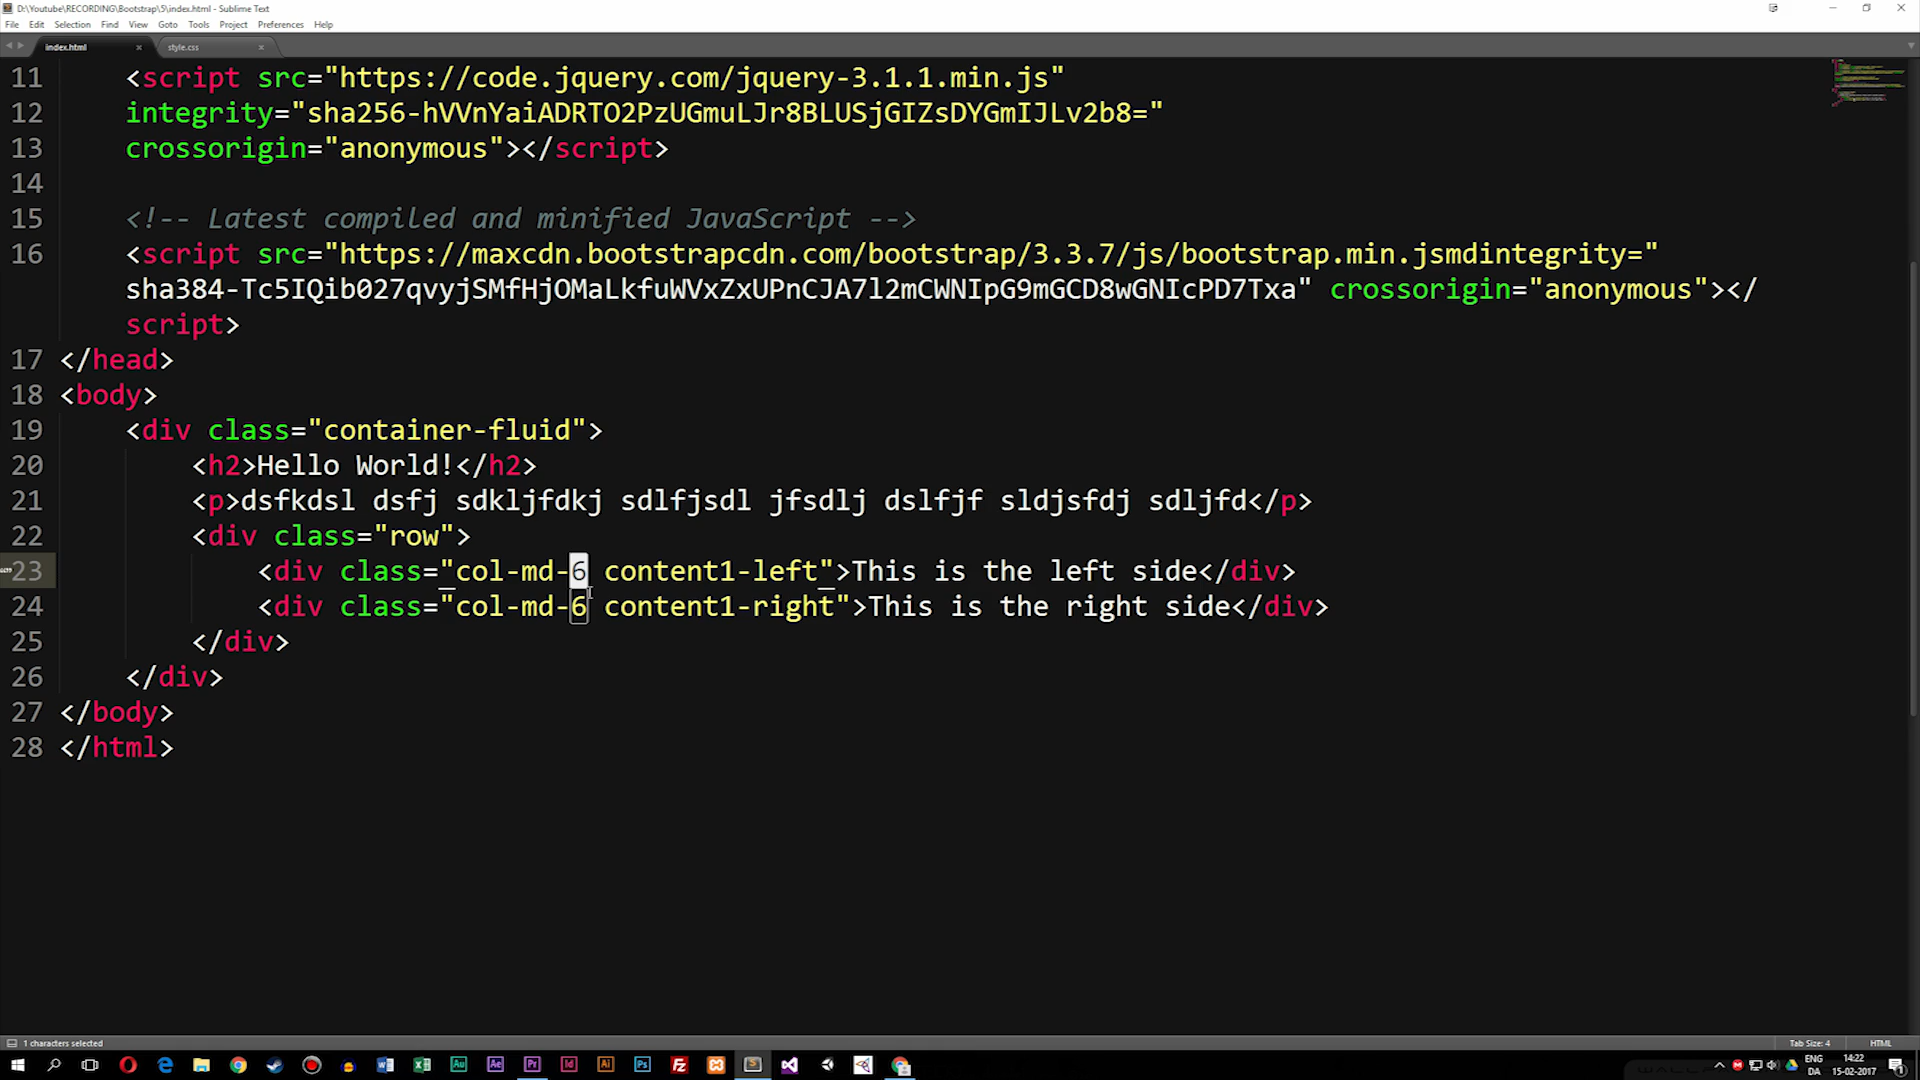 D:\Youtube\RECORDING\Bootstrap\5\index.html - Sublime Text
File Edit Selection Find View Goto Tools Project Preferences Help
index.html × style.css ×
11 <script src="https://code.jquery.com/jquery-3.1.1.min.js"
12 integrity="sha256-hVVnYaiADRTO2PzUGmuLJr8BLUSjGIZsDYGmIJLv2b8="
13 crossorigin="anonymous"></script>
14
15 <!-- Latest compiled and minified JavaScript -->
16 <script src="https://maxcdn.bootstrapcdn.com/bootstrap/3.3.7/js/bootstrap.min.jsmdintegrity="
sha384-Tc5IQib027qvyjSMfHjOMaLkfuWVxZxUPnCJA7l2mCWNIpG9mGCD8wGNIcPD7Txa" crossorigin="anonymous"></
script>
17 </head>
18 <body>
19 <div class="container-fluid">
20 <h2>Hello World!</h2>
21 <p>dsfkdsl dsfj sdkljfdkj sdlfjsdl jfsdlj dslfjf sldjsfdj sdljfd</p>
22 <div class="row">
23 <div class="col-md-6 content1-left">This is the left side</div>
24 <div class="col-md-6 content1-right">This is the right side</div>
25 </div>
26 </div>
27 </body>
28 </html>
1 characters selected Tab Size: 4 HTML
ENG 14:22
DA 15-02-2017